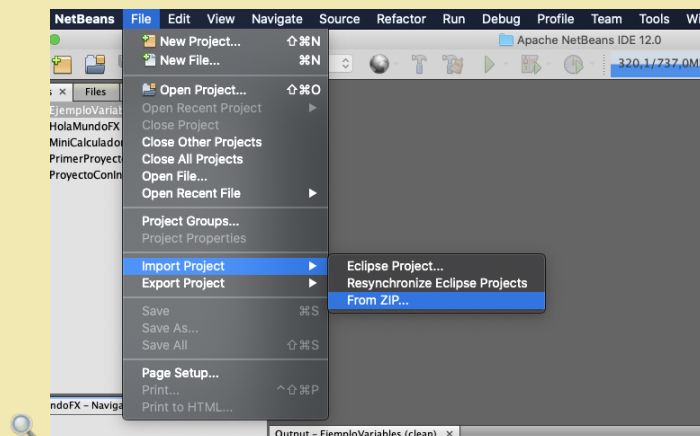 NetBeans File Edit View Navigate Source Refactor Run Debug Profile Team Tools
Apache NetBeans IDE 12.0
New Project... ⇧⌘N
New File... ⌘N
320,1/737,0M
Files
Open Project... ⇧⌘O
Open Recent Project
EjemploVariab
Close Project
HolaMundoFX
Close Other Projects
MiniCalculador
Close All Projects
PrimerProyect
Open File...
ProyectoConIn
Open Recent File
Project Groups...
Project Properties
Import Project
Eclipse Project...
Export Project
Resynchronize Eclipse Projects
From ZIP...
Save ⌘S
Save As...
Save All ⇧⌘S
Page Setup...
Print... ^⇧⌘P
Print to HTML...
ndoFX – Naviga
Output – EjemploVariables (clean)